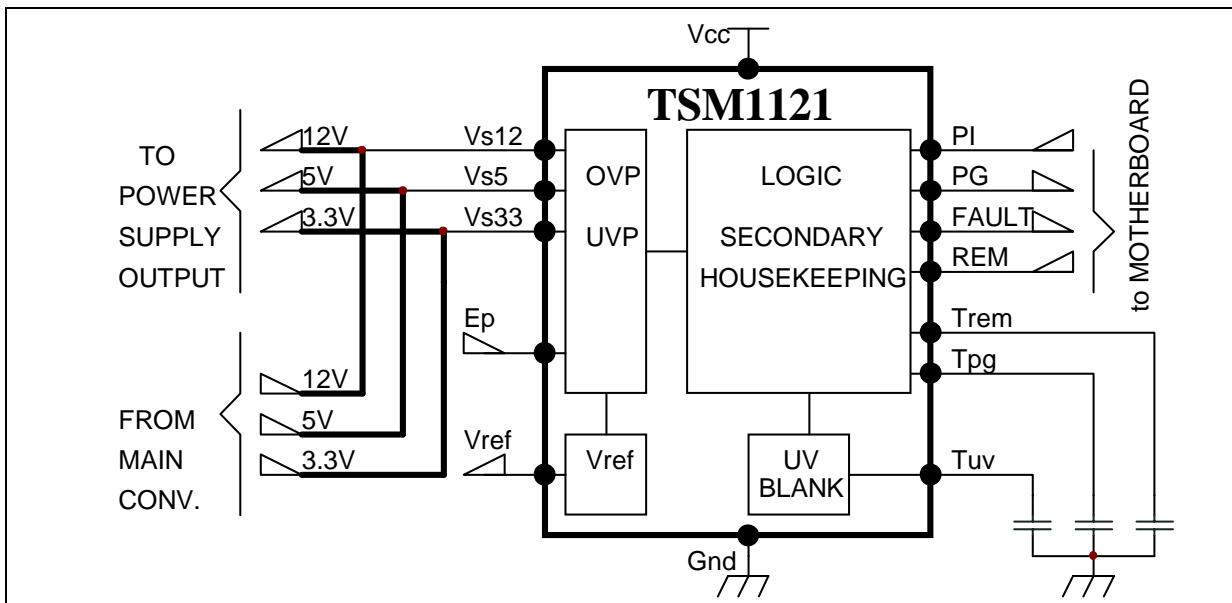 Vcc
TSM1121
TO
POWER
SUPPLY
OUTPUT
12V
5V
3.3V
Vs12
Vs5
Vs33
OVP
UVP
LOGIC
SECONDARY
HOUSEKEEPING
PI
PG
FAULT
REM
to MOTHERBOARD
Ep
Trem
Tpg
FROM
MAIN
CONV.
12V
5V
3.3V
Vref
Vref
UV
BLANK
Tuv
Gnd